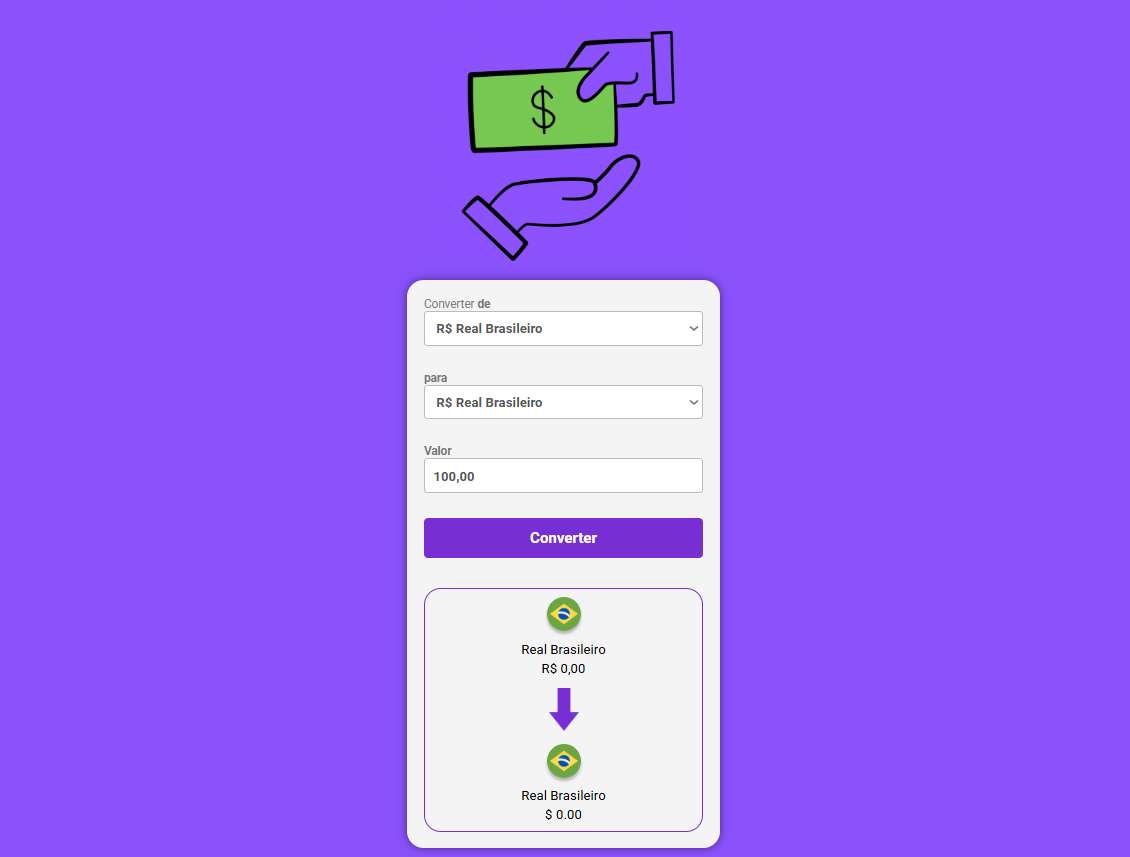 $
Converter de
R$ Real Brasileiro
para
R$ Real Brasileiro
Valor
100,00
Converter
Real Brasileiro
R$ 0,00
Real Brasileiro
$ 0.00